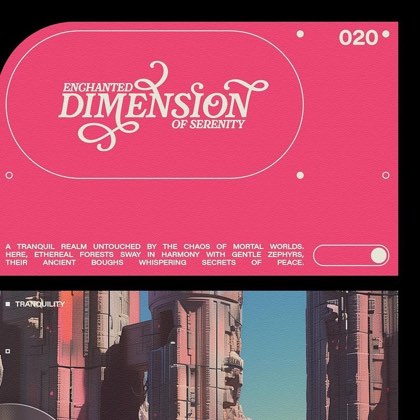 020
ENCHANTED
DIMENSION
OF SERENITY
A TRANQUIL REALM UNTOUCHED BY THE CHAOS OF MORTAL WORLDS.
HERE, ETHEREAL FORESTS SWAY IN HARMONY WITH GENTLE ZEPHYRS,
THEIR ANCIENT BOUGHS WHISPERING SECRETS OF PEACE.
TRANQUILITY